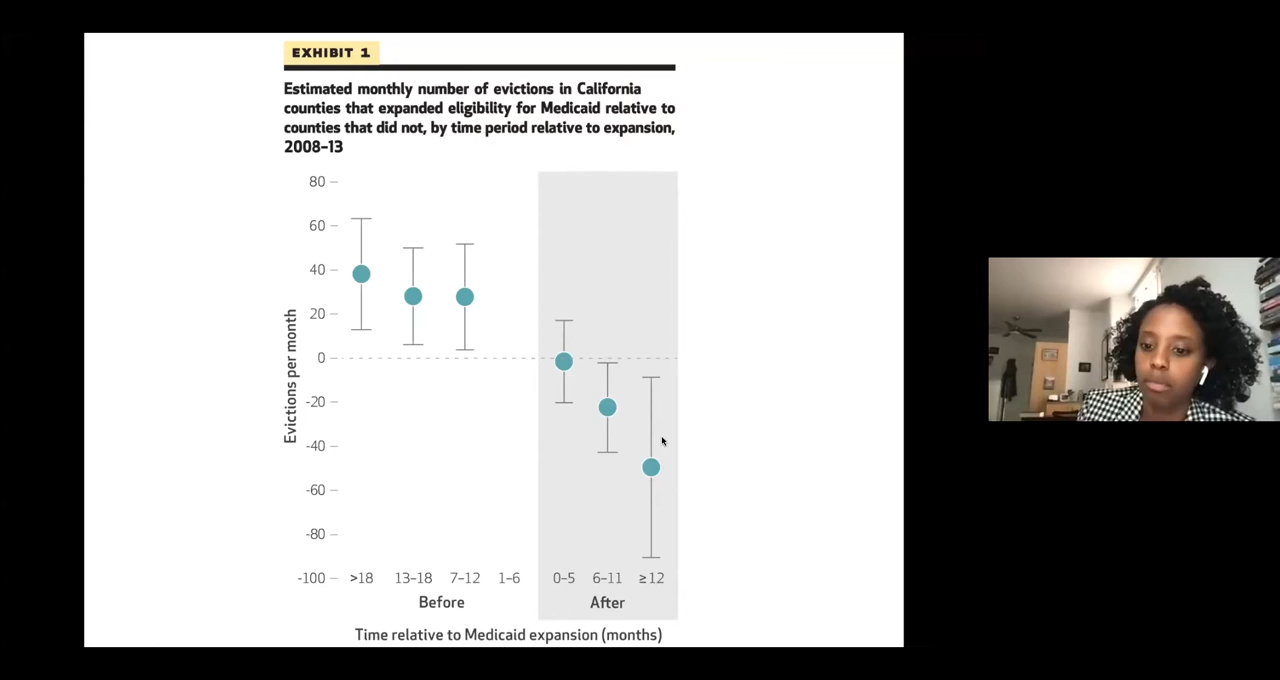 EXHIBIT 1
Estimated monthly number of evictions in California
counties that expanded eligibility for Medicaid relative to
counties that did not, by time period relative to expansion,
2008–13
80
60
40
20
0
-20
-40
-60
-80
-100
Evictions per month
>18 13–18 7–12 1–6 0–5 6–11 ≥12
Before After
Time relative to Medicaid expansion (months)